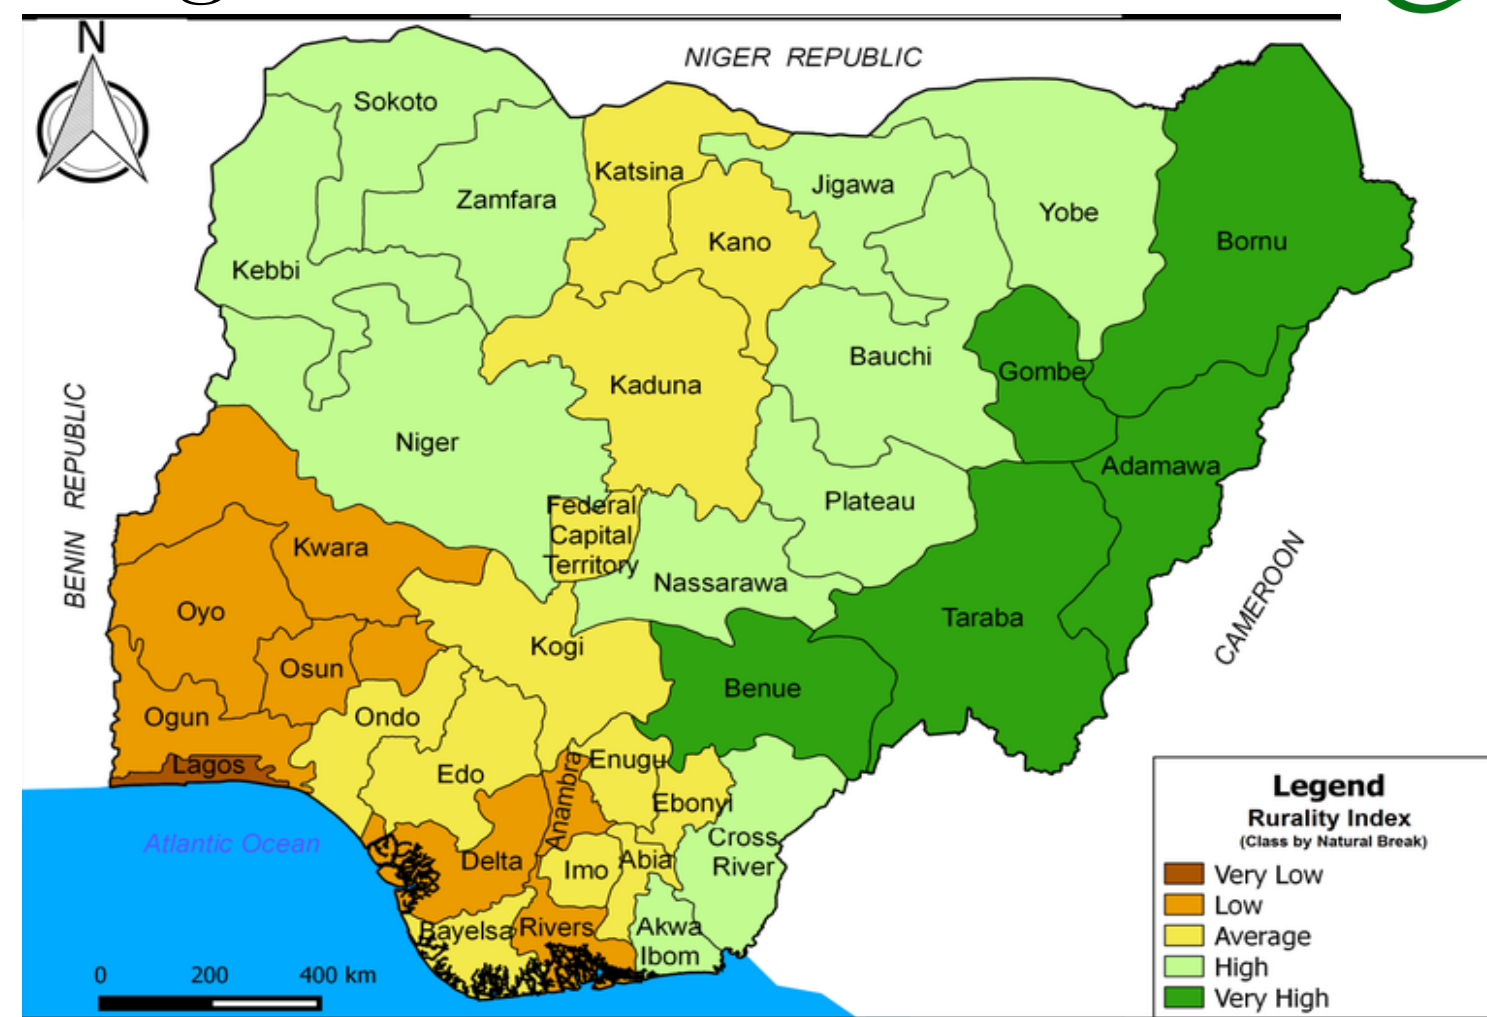 N
NIGER REPUBLIC
Sokoto
Katsina
Zamfara
Jigawa
Yobe
Kano
Bornu
Kebbi
Bauchi
Gombe
Kaduna
BENIN REPUBLIC
Niger
Adamawa
Plateau
Federal
Capital
Territory
Kwara
Nassarawa
CAMEROON
Oyo
Taraba
Kogi
Osun
Benue
Ogun
Ondo
Lagos
Edo
Enugu
Anambra
Ebonyi
Atlantic Ocean
Delta
Imo
Abia
Cross
River
Bayelsa
Rivers
Akwa
Ibom
0 200 400 km
Legend
Rurality Index
(Class by Natural Break)
Very Low
Low
Average
High
Very High